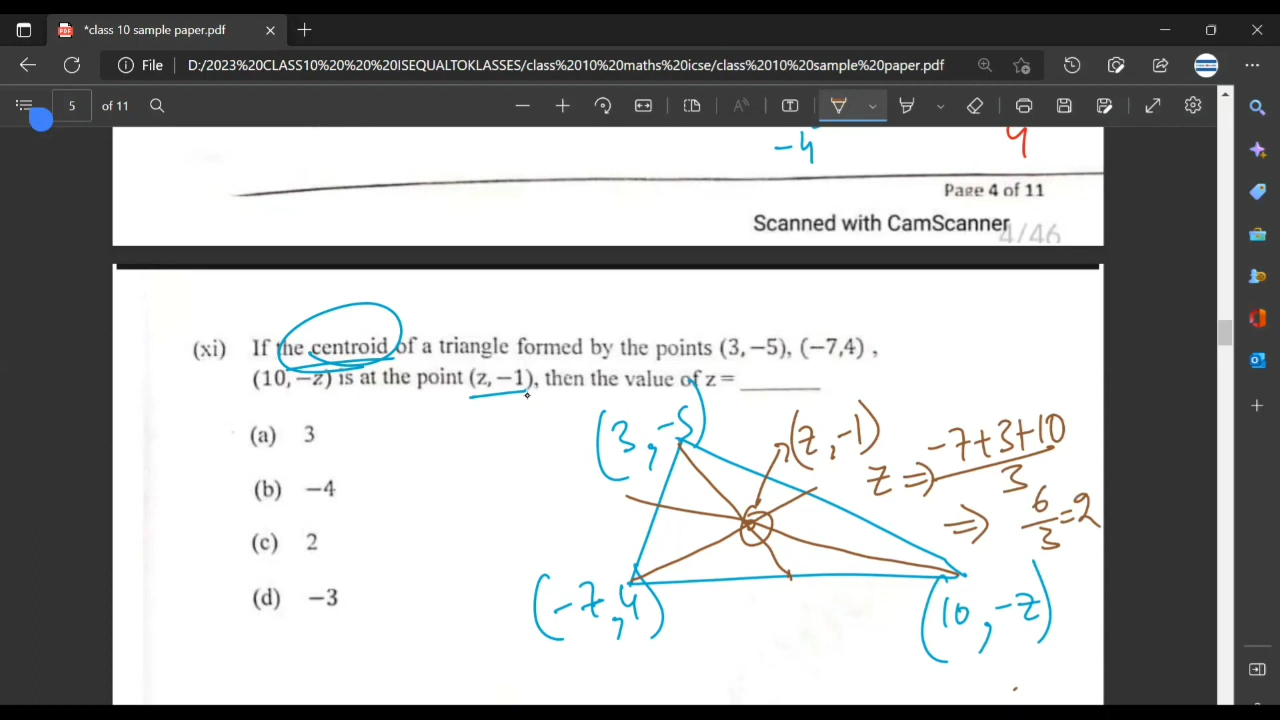 *class 10 sample paper.pdf
File
D:/2023%20CLASS10%20%20%20ISEQUALTOKLASSES/class%2010%20maths%20icse/class%2010%20sample%20paper.pdf
5 of 11
-4
4
Page 4 of 11
Scanned with CamScanner
4/46
(xi) If the centroid of a triangle formed by the points (3,−5), (−7,4) ,
(10,−z) is at the point (z,−1), then the value of z = ________
(a) 3
(b) −4
(c) 2
(d) −3
(3, -5)
(z, -1)
z ⇒ -7+3+10
3
⇒ 6/3 = 2
(-7, 4)
(10, -z)